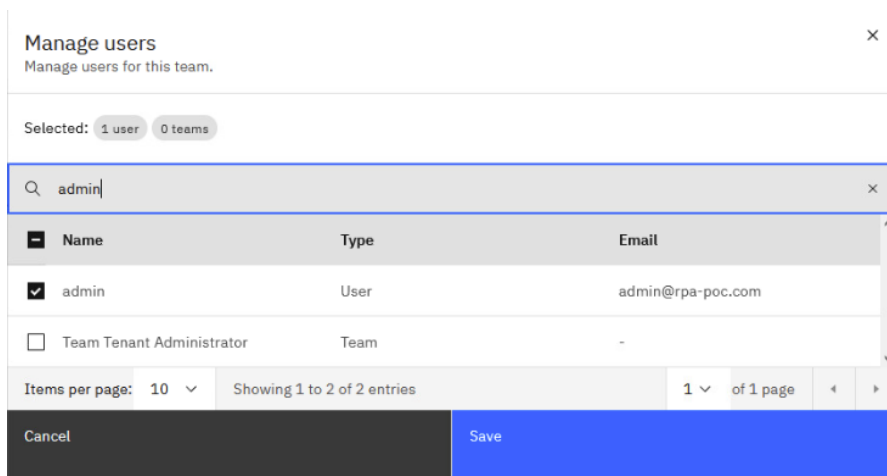 Manage users
Manage users for this team.
Selected: 1 user 0 teams
admin
Name Type Email
admin User admin@rpa-poc.com
Team Tenant Administrator Team -
Items per page: 10 Showing 1 to 2 of 2 entries 1 of 1 page
Cancel Save